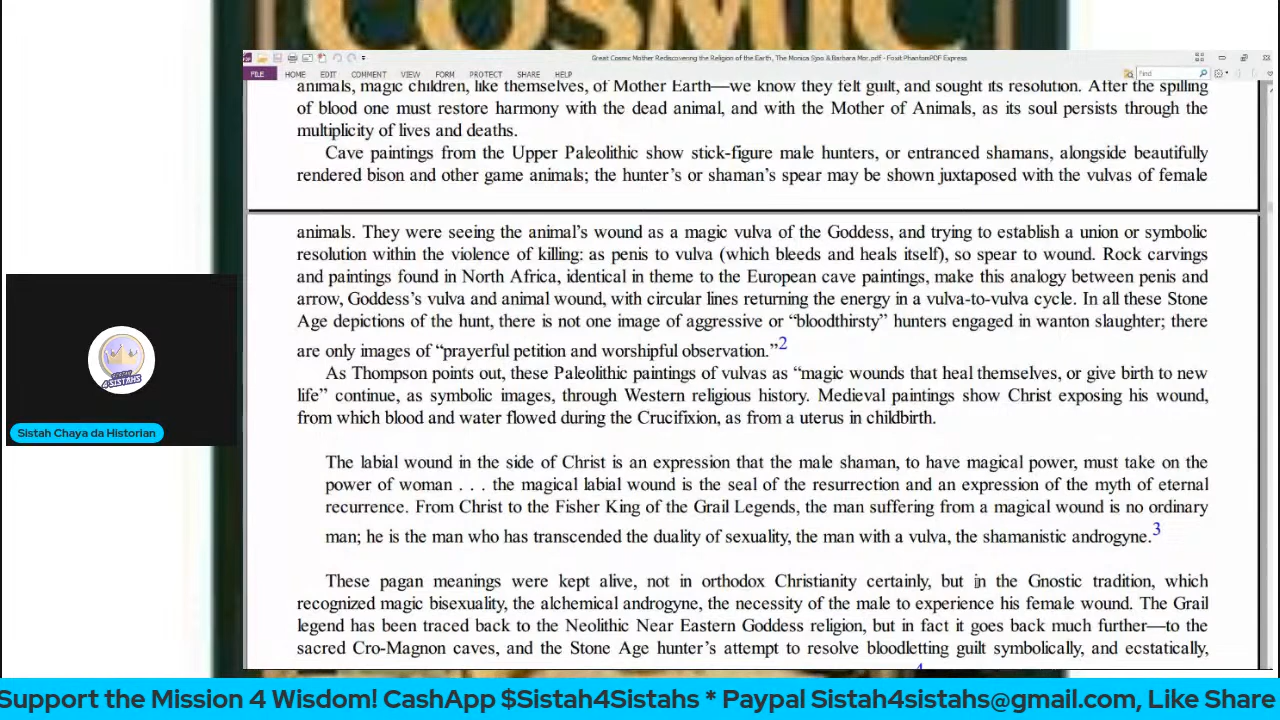 COSMIC
Great Cosmic Mother Rediscovering the Religion of the Earth, The Monica Sjoo & Barbara Mor.pdf - Foxit PhantomPDF Express
FILE HOME EDIT COMMENT VIEW FORM PROTECT SHARE HELP
Find
animals, magic children, like themselves, of Mother Earth—we know they felt guilt, and sought its resolution. After the spilling
of blood one must restore harmony with the dead animal, and with the Mother of Animals, as its soul persists through the
multiplicity of lives and deaths.
Cave paintings from the Upper Paleolithic show stick-figure male hunters, or entranced shamans, alongside beautifully
rendered bison and other game animals; the hunter’s or shaman’s spear may be shown juxtaposed with the vulvas of female
animals. They were seeing the animal’s wound as a magic vulva of the Goddess, and trying to establish a union or symbolic
resolution within the violence of killing: as penis to vulva (which bleeds and heals itself), so spear to wound. Rock carvings
and paintings found in North Africa, identical in theme to the European cave paintings, make this analogy between penis and
arrow, Goddess’s vulva and animal wound, with circular lines returning the energy in a vulva-to-vulva cycle. In all these Stone
Age depictions of the hunt, there is not one image of aggressive or “bloodthirsty” hunters engaged in wanton slaughter; there
are only images of “prayerful petition and worshipful observation.”2
As Thompson points out, these Paleolithic paintings of vulvas as “magic wounds that heal themselves, or give birth to new
life” continue, as symbolic images, through Western religious history. Medieval paintings show Christ exposing his wound,
from which blood and water flowed during the Crucifixion, as from a uterus in childbirth.
The labial wound in the side of Christ is an expression that the male shaman, to have magical power, must take on the
power of woman . . . the magical labial wound is the seal of the resurrection and an expression of the myth of eternal
recurrence. From Christ to the Fisher King of the Grail Legends, the man suffering from a magical wound is no ordinary
man; he is the man who has transcended the duality of sexuality, the man with a vulva, the shamanistic androgyne.3
These pagan meanings were kept alive, not in orthodox Christianity certainly, but in the Gnostic tradition, which
recognized magic bisexuality, the alchemical androgyne, the necessity of the male to experience his female wound. The Grail
legend has been traced back to the Neolithic Near Eastern Goddess religion, but in fact it goes back much further—to the
sacred Cro-Magnon caves, and the Stone Age hunter’s attempt to resolve bloodletting guilt symbolically, and ecstatically,
4
4 SISTAHS
Sistah Chaya da Historian
Support the Mission 4 Wisdom! CashApp $Sistah4Sistahs * Paypal Sistah4sistahs@gmail.com, Like Share